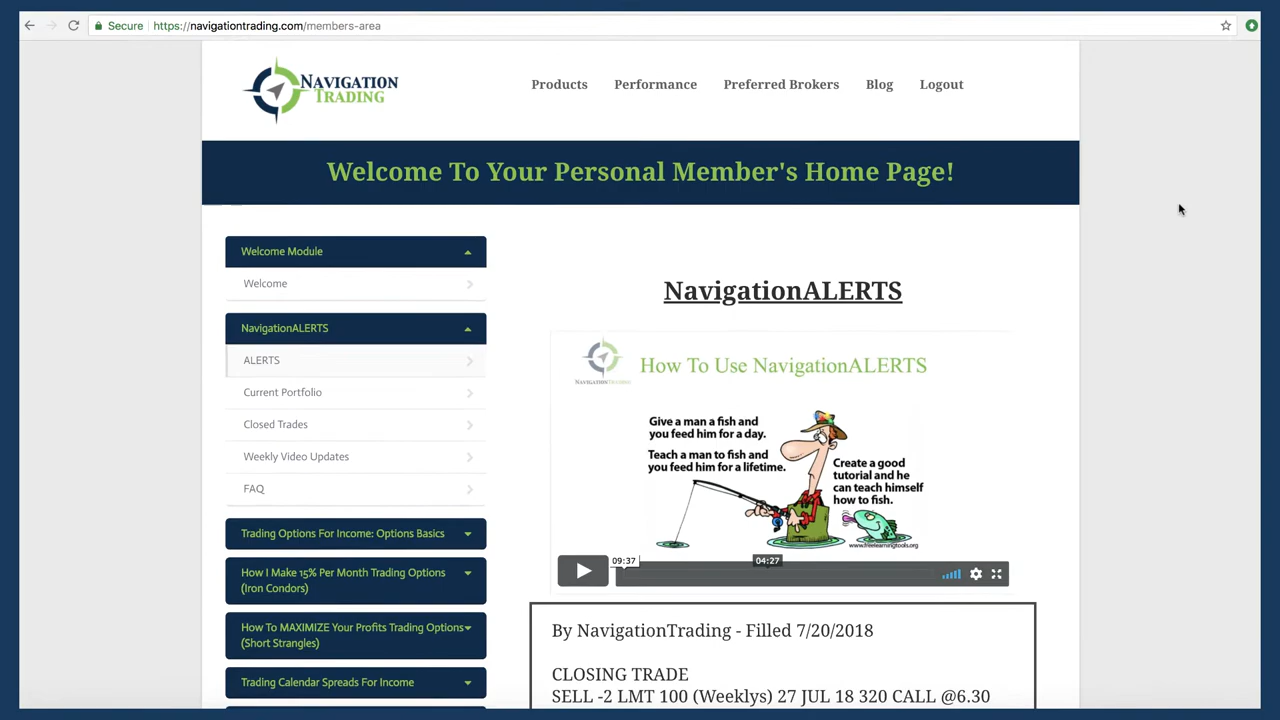 Secure https://navigationtrading.com/members-area
NAVIGATION
TRADING
Products Performance Preferred Brokers Blog Logout
Welcome To Your Personal Member's Home Page!
Welcome Module
Welcome
NavigationALERTS
ALERTS
Current Portfolio
Closed Trades
Weekly Video Updates
FAQ
Trading Options For Income: Options Basics
How I Make 15% Per Month Trading Options
(Iron Condors)
How To MAXIMIZE Your Profits Trading Options
(Short Strangles)
Trading Calendar Spreads For Income
NavigationALERTS
NAVIGATION TRADING
How To Use NavigationALERTS
Give a man a fish and
you feed him for a day.
Teach a man to fish and
you feed him for a lifetime.
Create a good
tutorial and he
can teach himself
how to fish.
www.freelearningtools.org
09:37
04:27
By NavigationTrading - Filled 7/20/2018
CLOSING TRADE
SELL -2 LMT 100 (Weeklys) 27 JUL 18 320 CALL @6.30